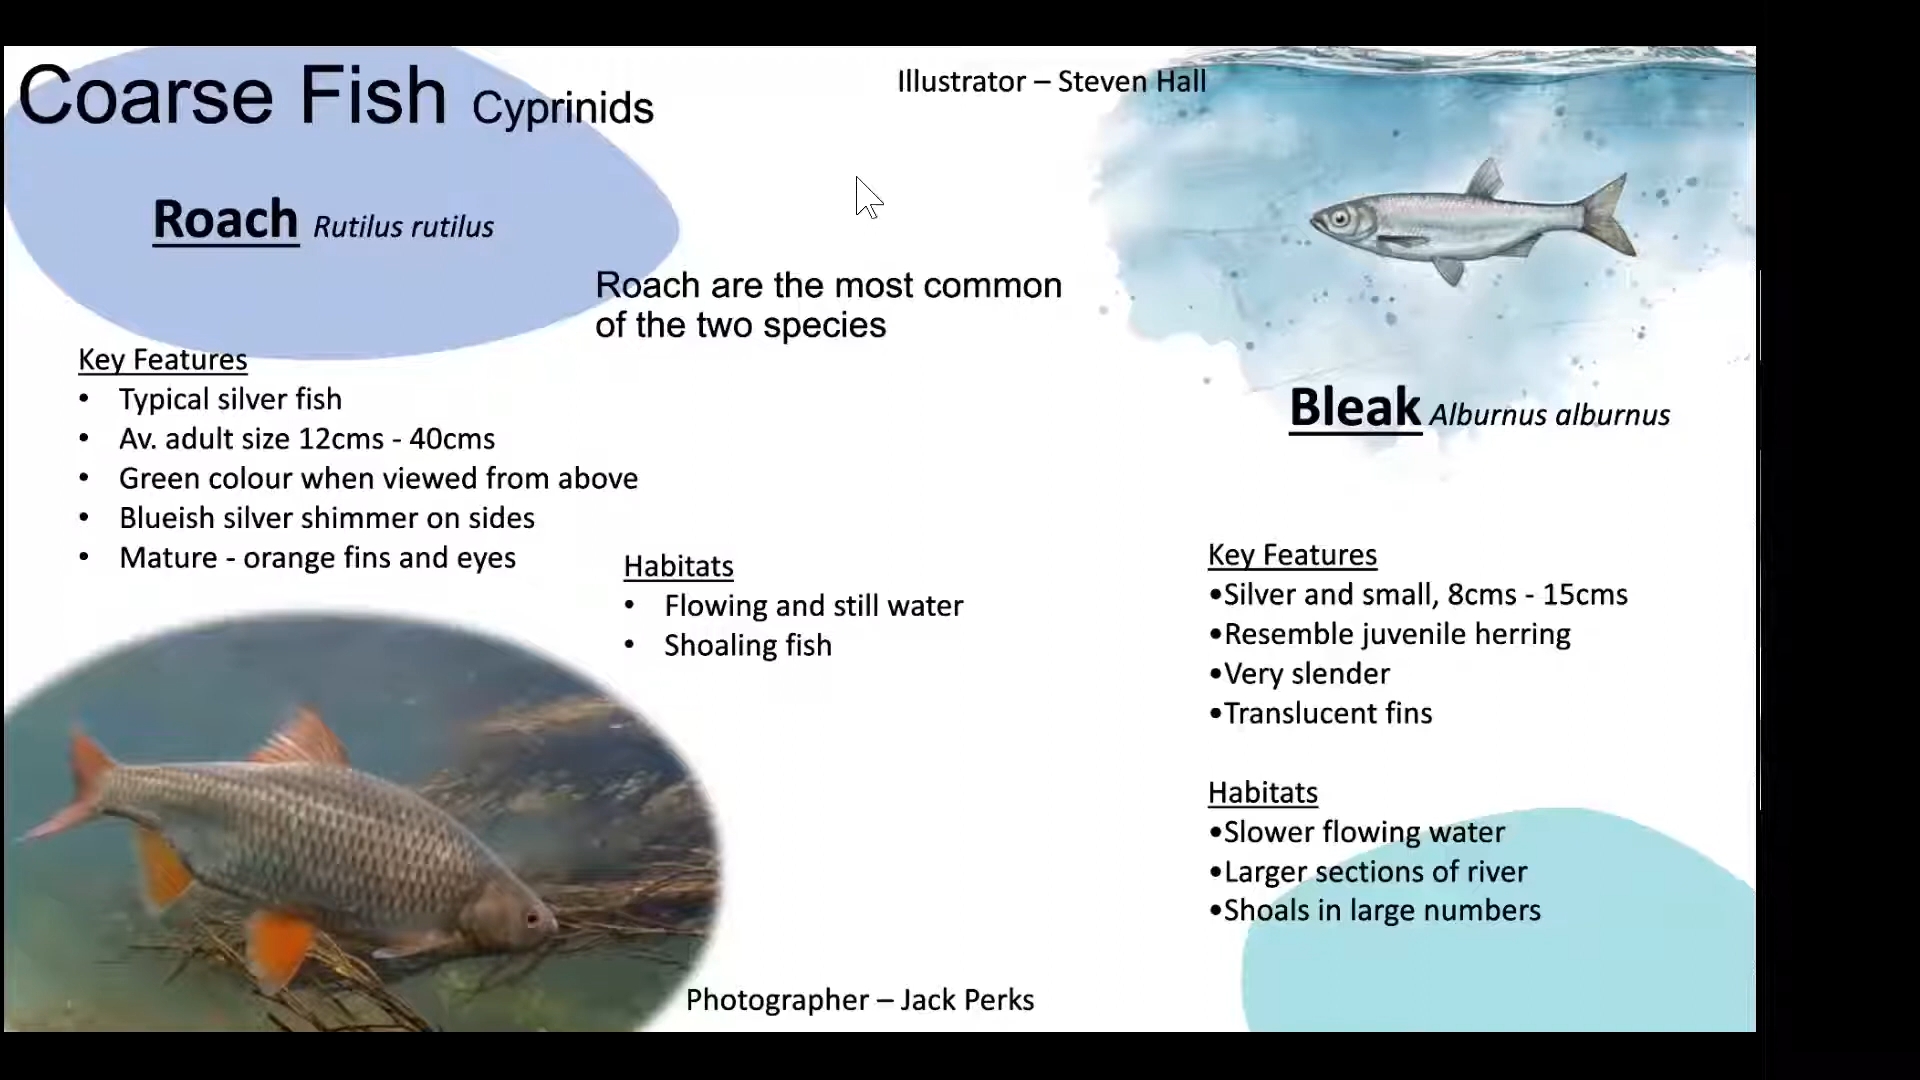 Coarse Fish Cyprinids
Illustrator – Steven Hall
Roach Rutilus rutilus
Roach are the most common
of the two species
Key Features
• Typical silver fish
• Av. adult size 12cms - 40cms
• Green colour when viewed from above
• Blueish silver shimmer on sides
• Mature - orange fins and eyes
Habitats
• Flowing and still water
• Shoaling fish
Photographer – Jack Perks
Bleak Alburnus alburnus
Key Features
•Silver and small, 8cms - 15cms
•Resemble juvenile herring
•Very slender
•Translucent fins
Habitats
•Slower flowing water
•Larger sections of river
•Shoals in large numbers